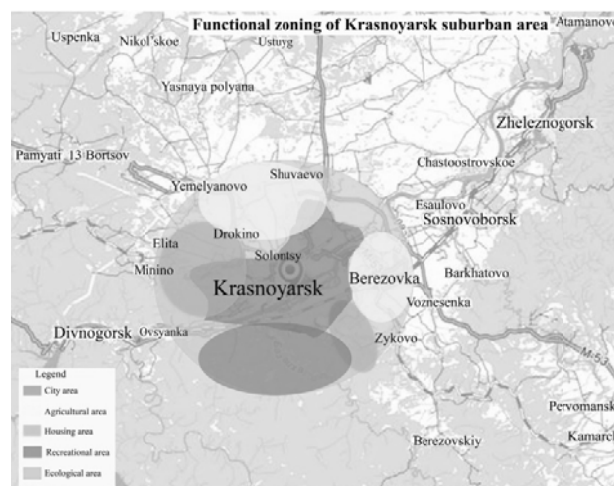 Functional zoning of Krasnoyarsk suburban area
Atamanovo
Uspenka
Nikol'skoe
Ustuyg
Yasnaya polyana
Zheleznogorsk
Pamyati 13 Bortsov
Chastoostrovskoe
Shuvaevo
Yemelyanovo
Esaulovo
Sosnovoborsk
Drokino
Elita
Solontsy
Minino
Krasnoyarsk
Berezovka
Barkhatovo
Voznesenka
Divnogorsk
Ovsyanka
Zykovo
M-53
Legend
City area
Agricultural area
Housing area
Recreational area
Ecological area
Pervomansk
Kamarch
Berezovskiy